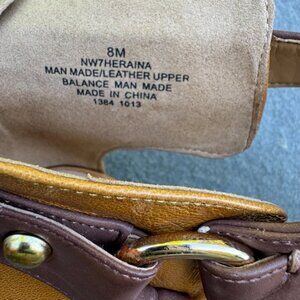 8M
NW7HERAINA
MAN MADE/LEATHER UPPER
BALANCE MAN MADE
MADE IN CHINA
1384 1013